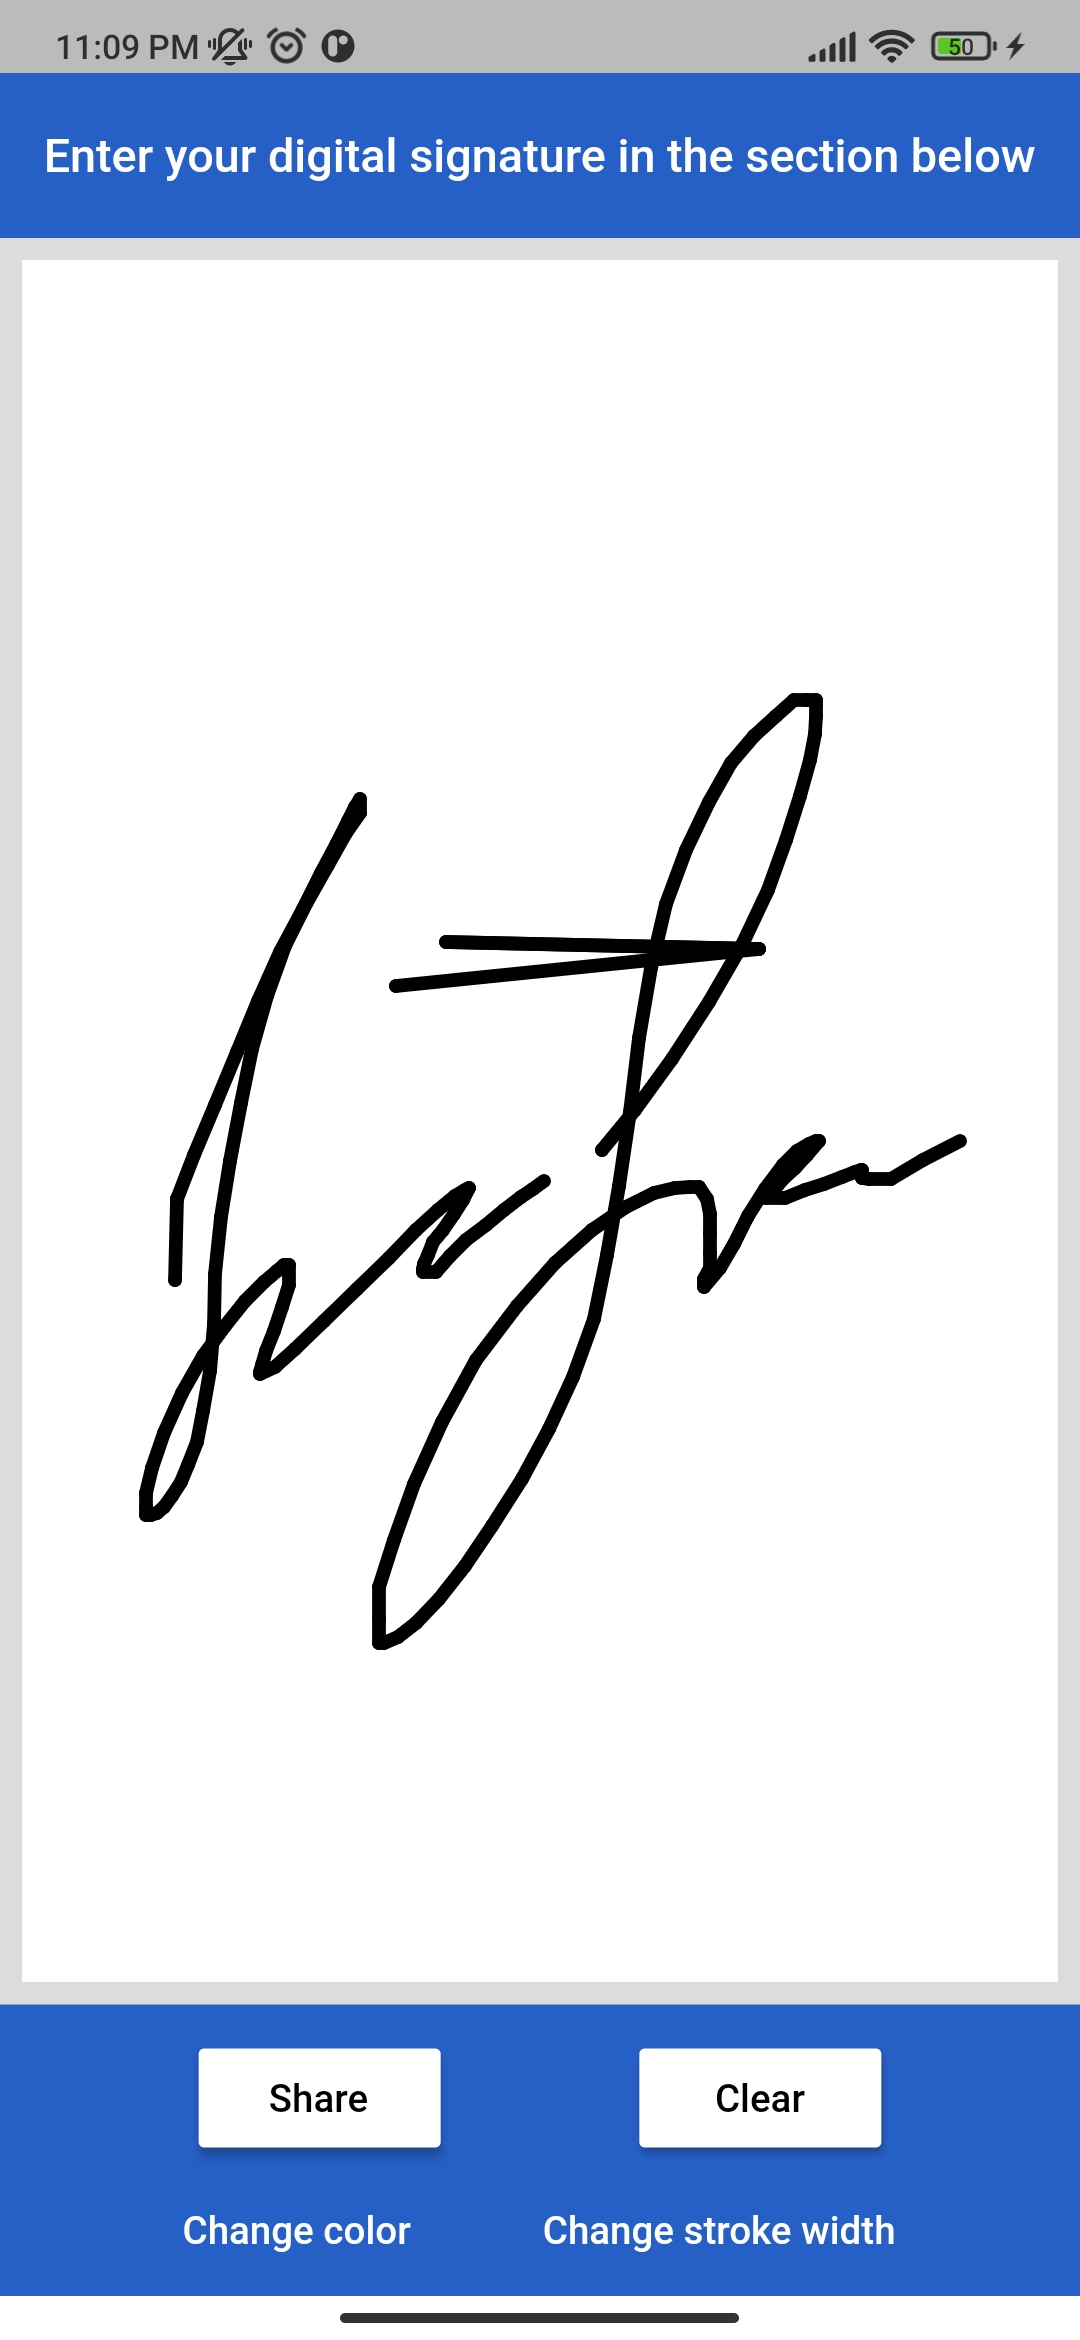 11:09 PM
50
Enter your digital signature in the section below
Share
Clear
Change color
Change stroke width